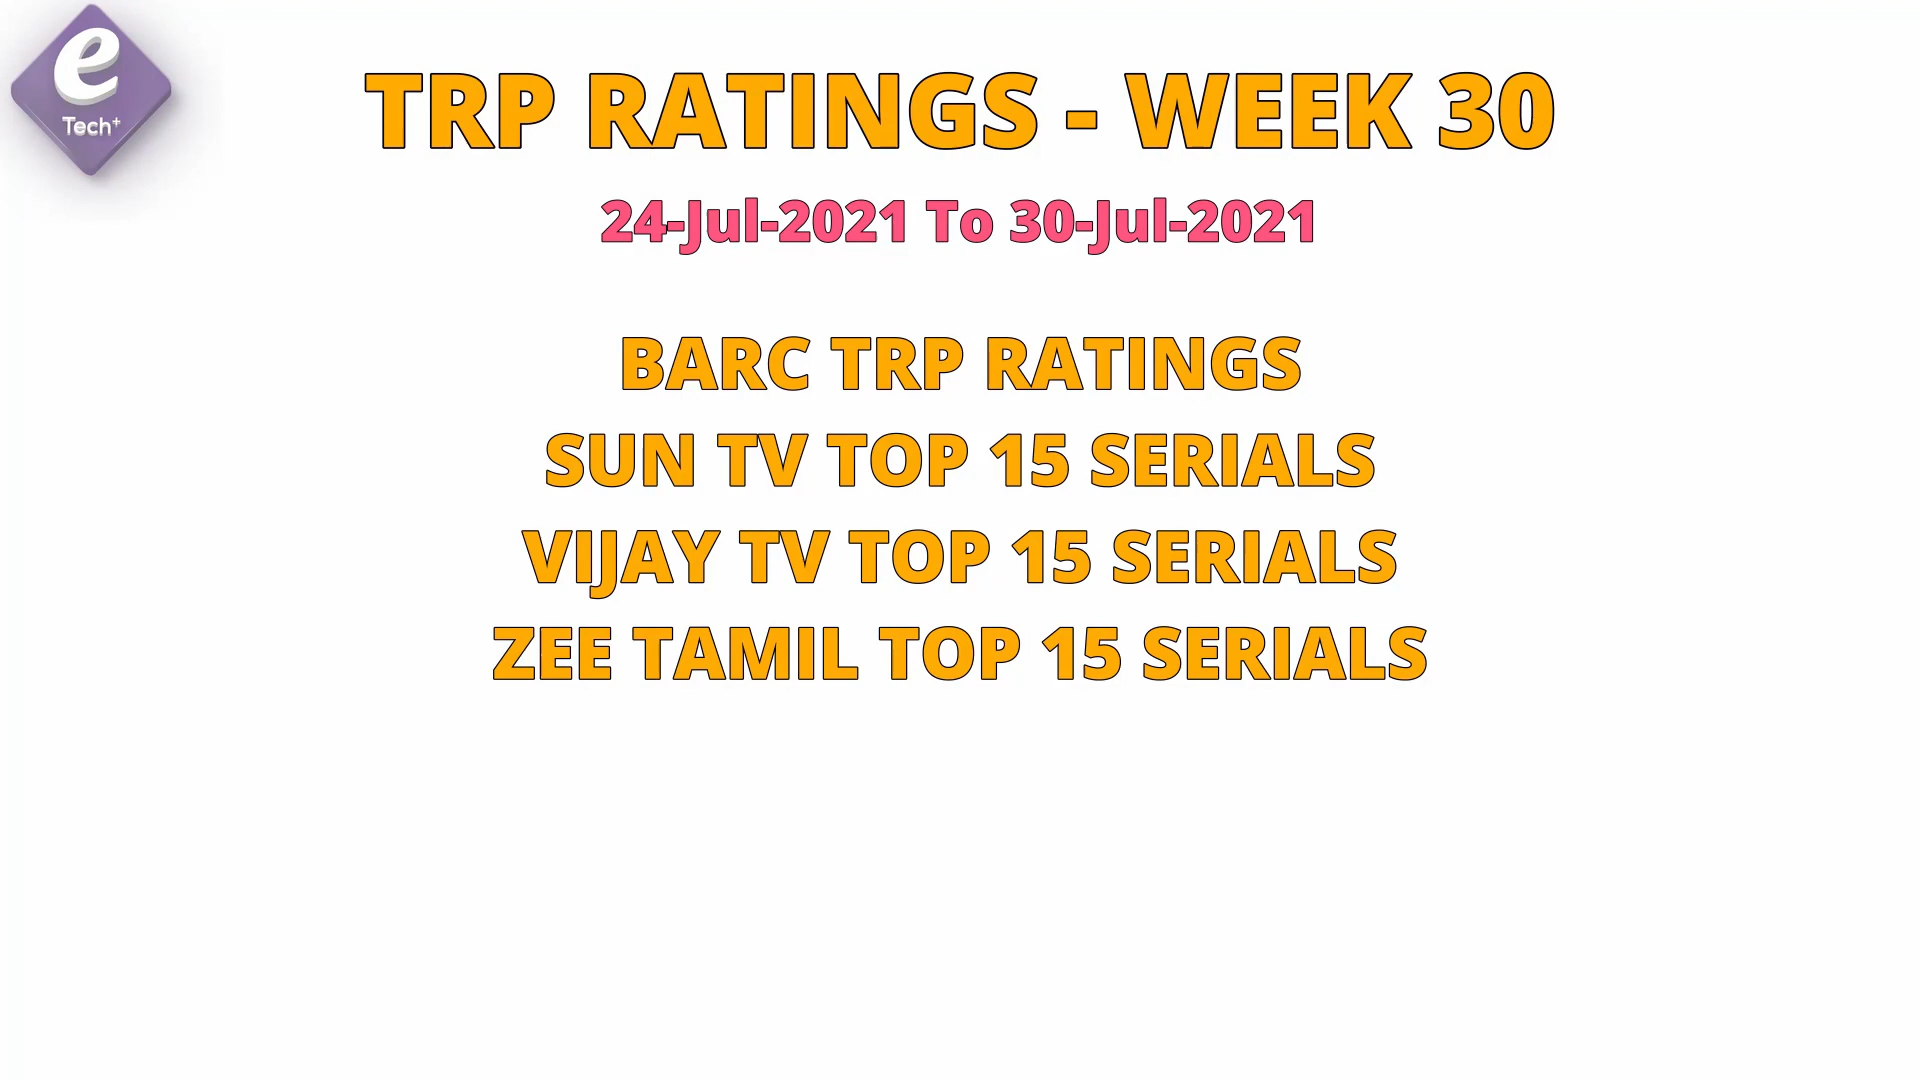 e
Tech+
TRP RATINGS - WEEK 30
24-Jul-2021 To 30-Jul-2021
BARC TRP RATINGS
SUN TV TOP 15 SERIALS
VIJAY TV TOP 15 SERIALS
ZEE TAMIL TOP 15 SERIALS